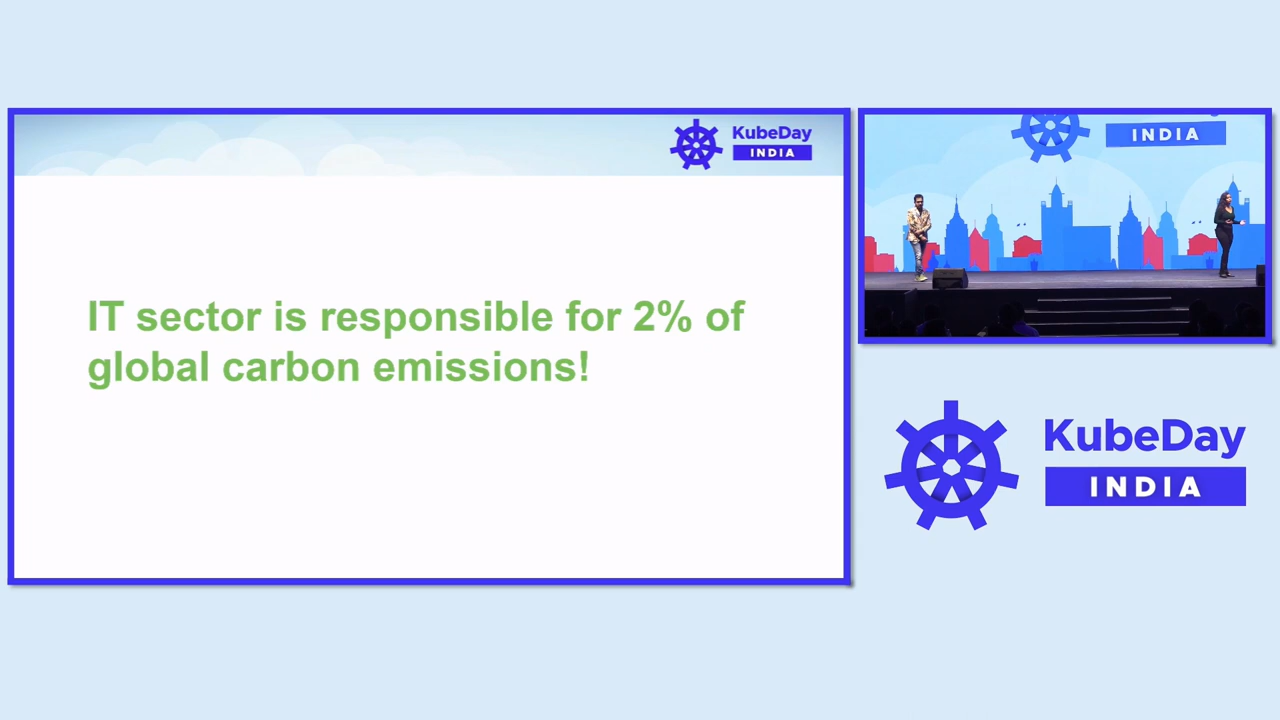 KubeDay
INDIA
IT sector is responsible for 2% of
global carbon emissions!
INDIA
KubeDay
INDIA